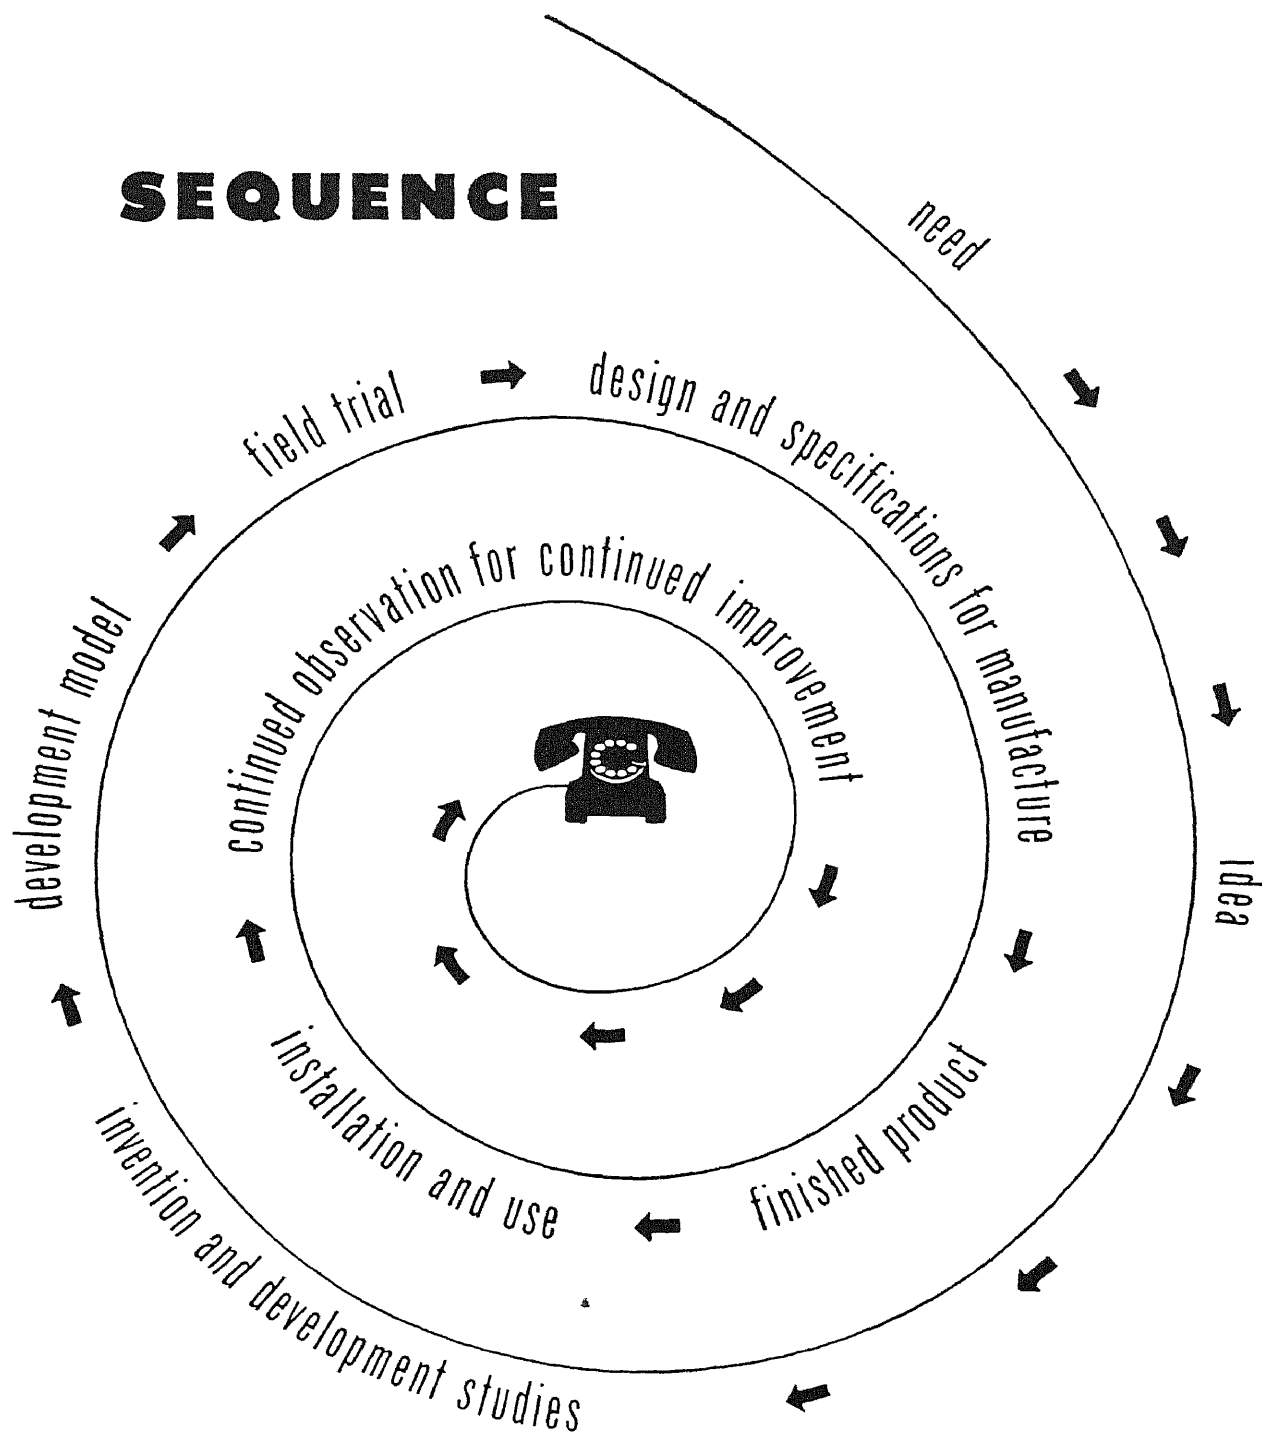 SEQUENCE
need
idea
invention and development studies
development model
field trial
design and specifications for manufacture
finished product
installation and use
continued observation for continued improvement